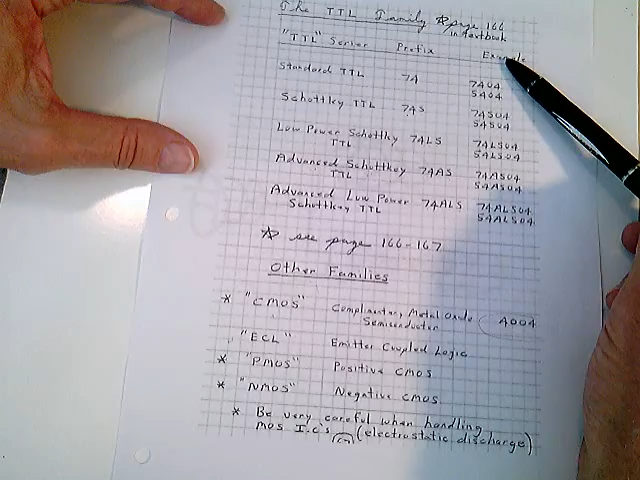 The TTL Family ☆ page 166
in textbook
"TTL" Series Prefix Example
Standard TTL 74 7404
5404
Schottkey TTL 74S 74S04
54S04
Low Power Schottky 74LS 74LS04
TTL 54LS04
Advanced Schottkey 74AS 74AS04
TTL 54AS04
Advanced Low Power 74ALS 74ALS04
Schottkey TTL 54ALS04
☆ see page 166-167
Other Families
* "CMOS" Complimentary Metal Oxide 4004
Semiconductor
"ECL" Emitter Coupled Logic
* "PMOS" Positive CMOS
* "NMOS" Negative CMOS
* Be very careful when handling
MOS I.C's (electrostatic discharge)